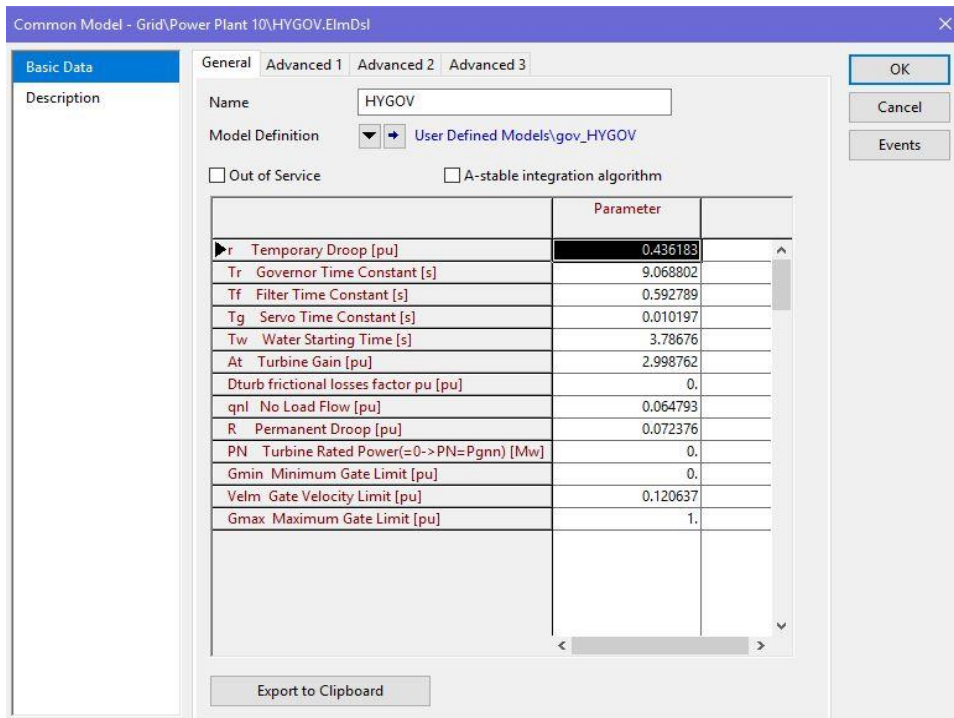 Common Model - Grid\Power Plant 10\HYGOV.ElmDsl
Basic Data
Description
General Advanced 1 Advanced 2 Advanced 3
Name HYGOV
Model Definition User Defined Models\gov_HYGOV
Out of Service A-stable integration algorithm
Parameter
r Temporary Droop [pu] 0.436183
Tr Governor Time Constant [s] 9.068802
Tf Filter Time Constant [s] 0.592789
Tg Servo Time Constant [s] 0.010197
Tw Water Starting Time [s] 3.78676
At Turbine Gain [pu] 2.998762
Dturb frictional losses factor pu [pu] 0.
qnl No Load Flow [pu] 0.064793
R Permanent Droop [pu] 0.072376
PN Turbine Rated Power(=0->PN=Pgnn) [Mw] 0.
Gmin Minimum Gate Limit [pu] 0.
Velm Gate Velocity Limit [pu] 0.120637
Gmax Maximum Gate Limit [pu] 1.
Export to Clipboard
OK
Cancel
Events